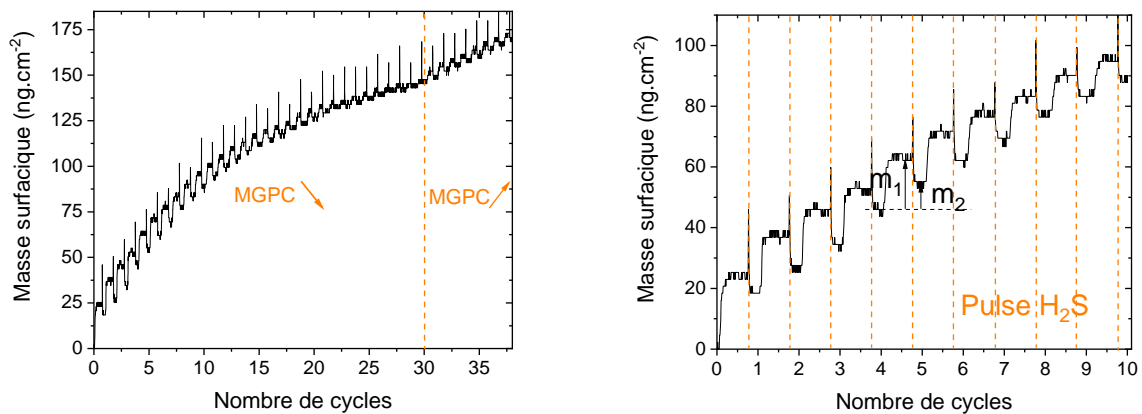 Masse surfacique (ng.cm-2)
175
150
125
100
75
50
25
0
MGPC
MGPC
0 5 10 15 20 25 30 35
Nombre de cycles
Masse surfacique (ng.cm-2)
100
80
60
40
20
0
m1
m2
Pulse H2S
0 1 2 3 4 5 6 7 8 9 10
Nombre de cycles